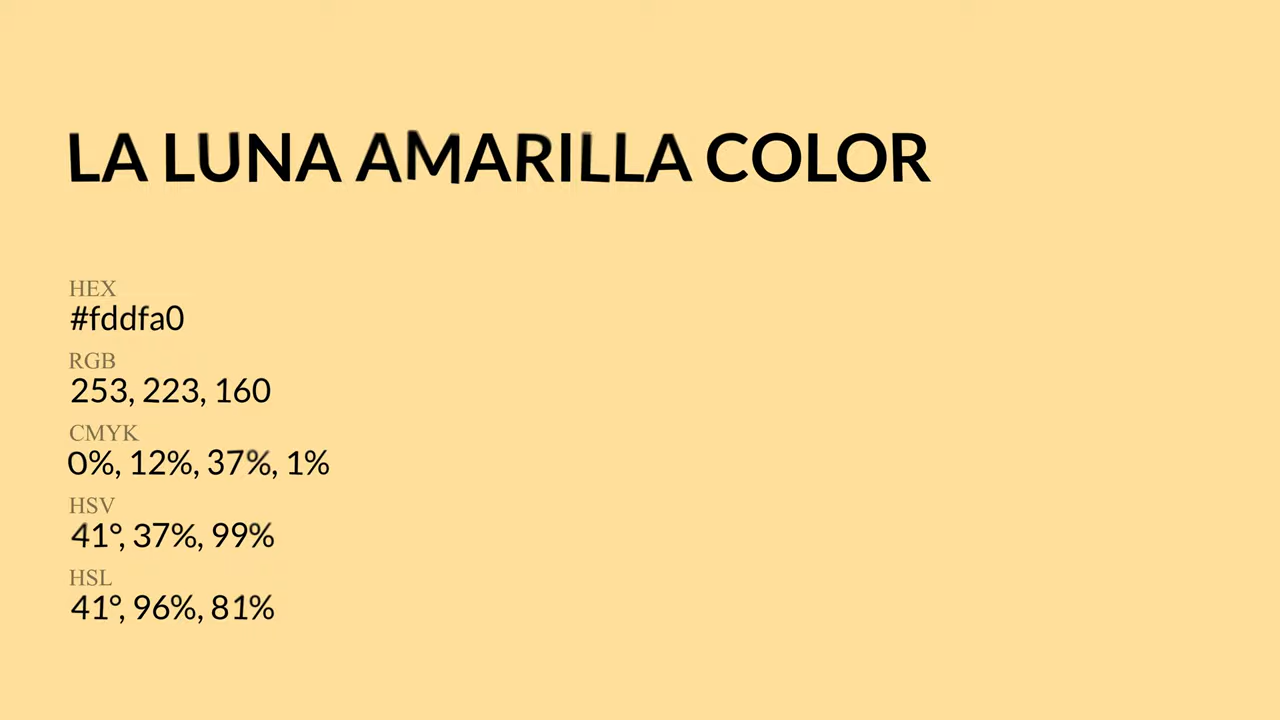 LA LUNA AMARILLA COLOR
HEX
#fddfa0
RGB
253, 223, 160
CMYK
0%, 12%, 37%, 1%
HSV
41°, 37%, 99%
HSL
41°, 96%, 81%